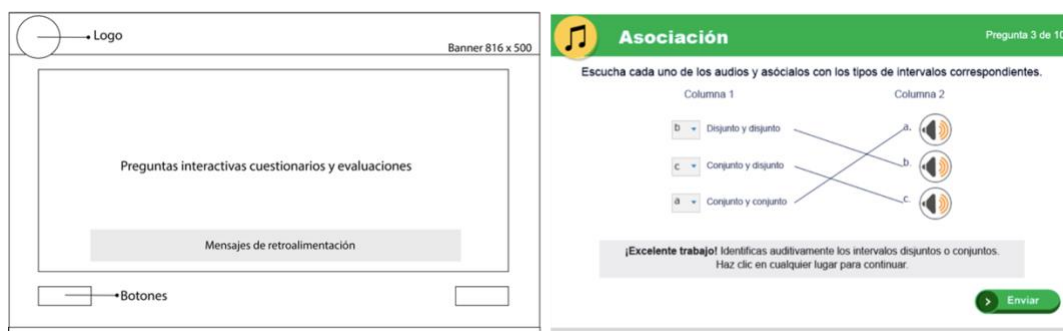 Logo
Banner 816 x 500
Preguntas interactivas cuestionarios y evaluaciones
Mensajes de retroalimentación
Botones
Asociación
Pregunta 3 de 10
Escucha cada uno de los audios y asócialos con los tipos de intervalos correspondientes.
Columna 1
Columna 2
b Disjunto y disjunto
a.
c Conjunto y disjunto
b.
a Conjunto y conjunto
c.
¡Excelente trabajo! Identificas auditivamente los intervalos disjuntos o conjuntos.
Haz clic en cualquier lugar para continuar.
Enviar